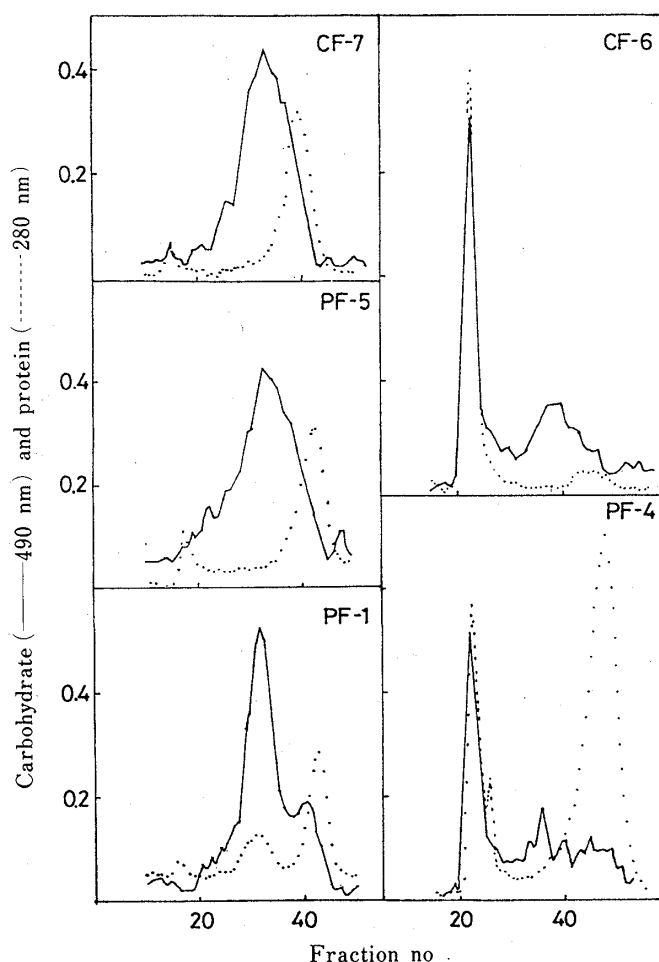 Carbohydrate (——490 nm) and protein (········280 nm)
CF-7
0.4
0.2
CF-6
PF-5
0.4
0.2
PF-4
PF-1
0.4
0.2
20
40
20
40
Fraction no